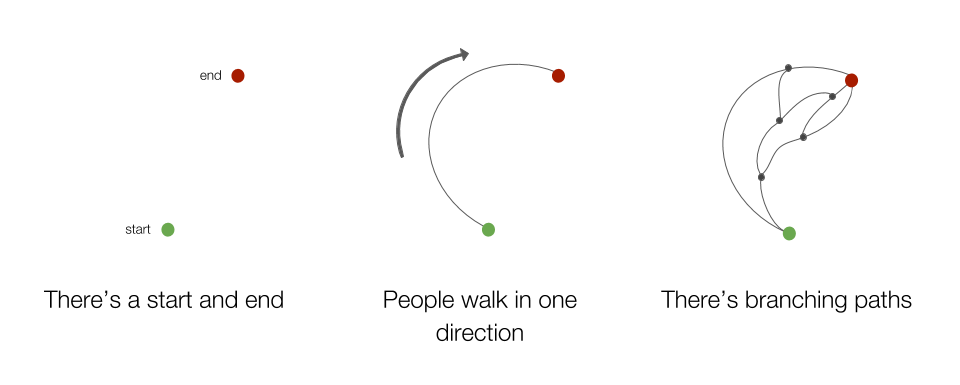 end
start
There’s a start and end
People walk in one
direction
There’s branching paths